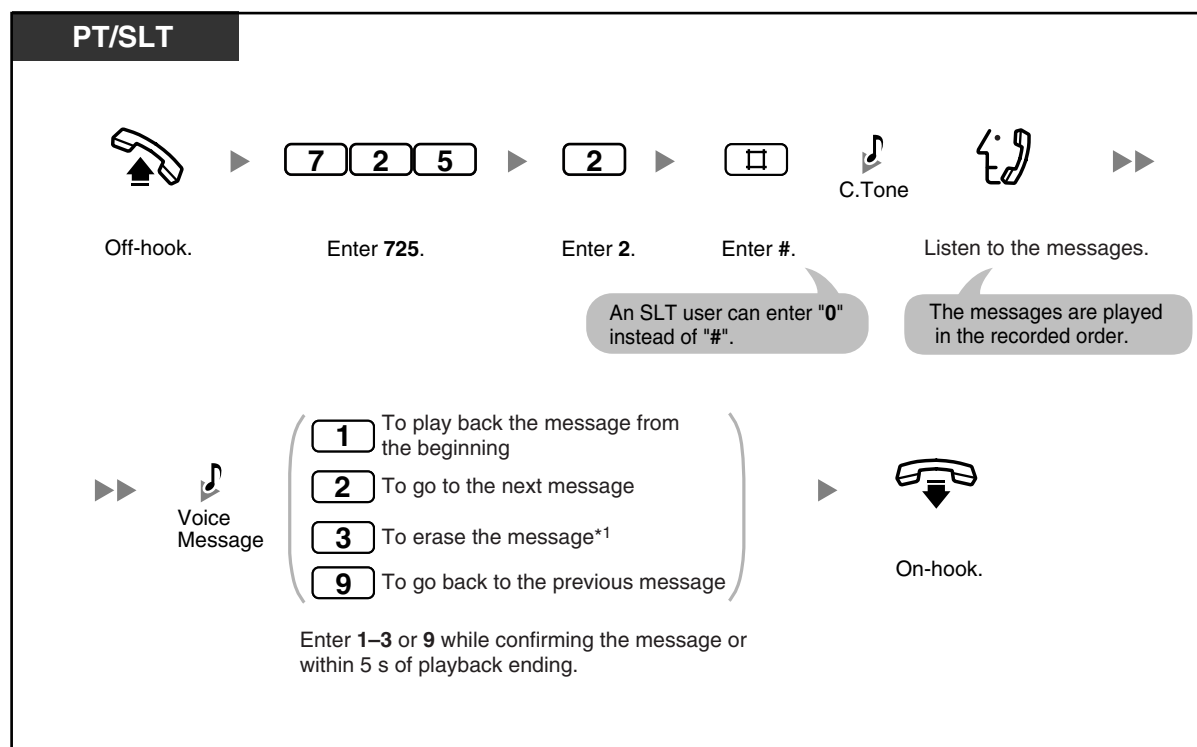 PT/SLT
7 2 5
2
#
C.Tone
Off-hook.
Enter 725.
Enter 2.
Enter #.
Listen to the messages.
An SLT user can enter "0"
instead of "#".
The messages are played
in the recorded order.
Voice
Message
1 To play back the message from
the beginning
2 To go to the next message
3 To erase the message*1
9 To go back to the previous message
Enter 1–3 or 9 while confirming the message or
within 5 s of playback ending.
On-hook.